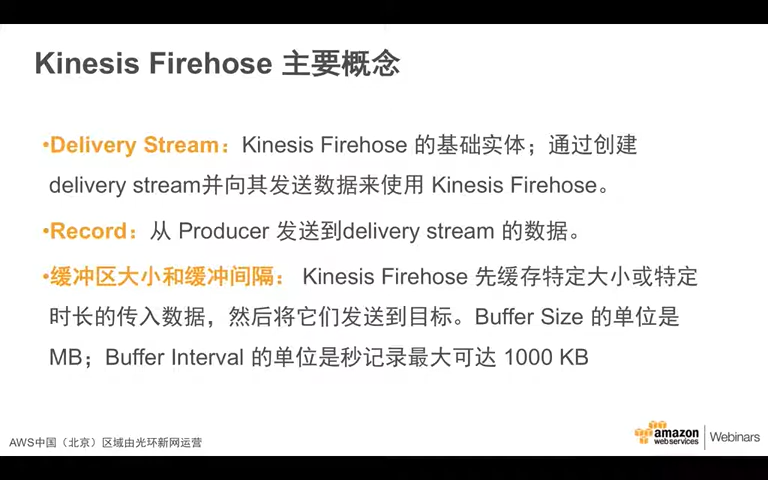 Kinesis Firehose 主要概念
•Delivery Stream：Kinesis Firehose 的基础实体；通过创建
delivery stream并向其发送数据来使用 Kinesis Firehose。
•Record：从 Producer 发送到delivery stream 的数据。
•缓冲区大小和缓冲间隔： Kinesis Firehose 先缓存特定大小或特定
时长的传入数据，然后将它们发送到目标。Buffer Size 的单位是
MB；Buffer Interval 的单位是秒记录最大可达 1000 KB
AWS中国（北京）区域由光环新网运营
amazon
webservices
Webinars